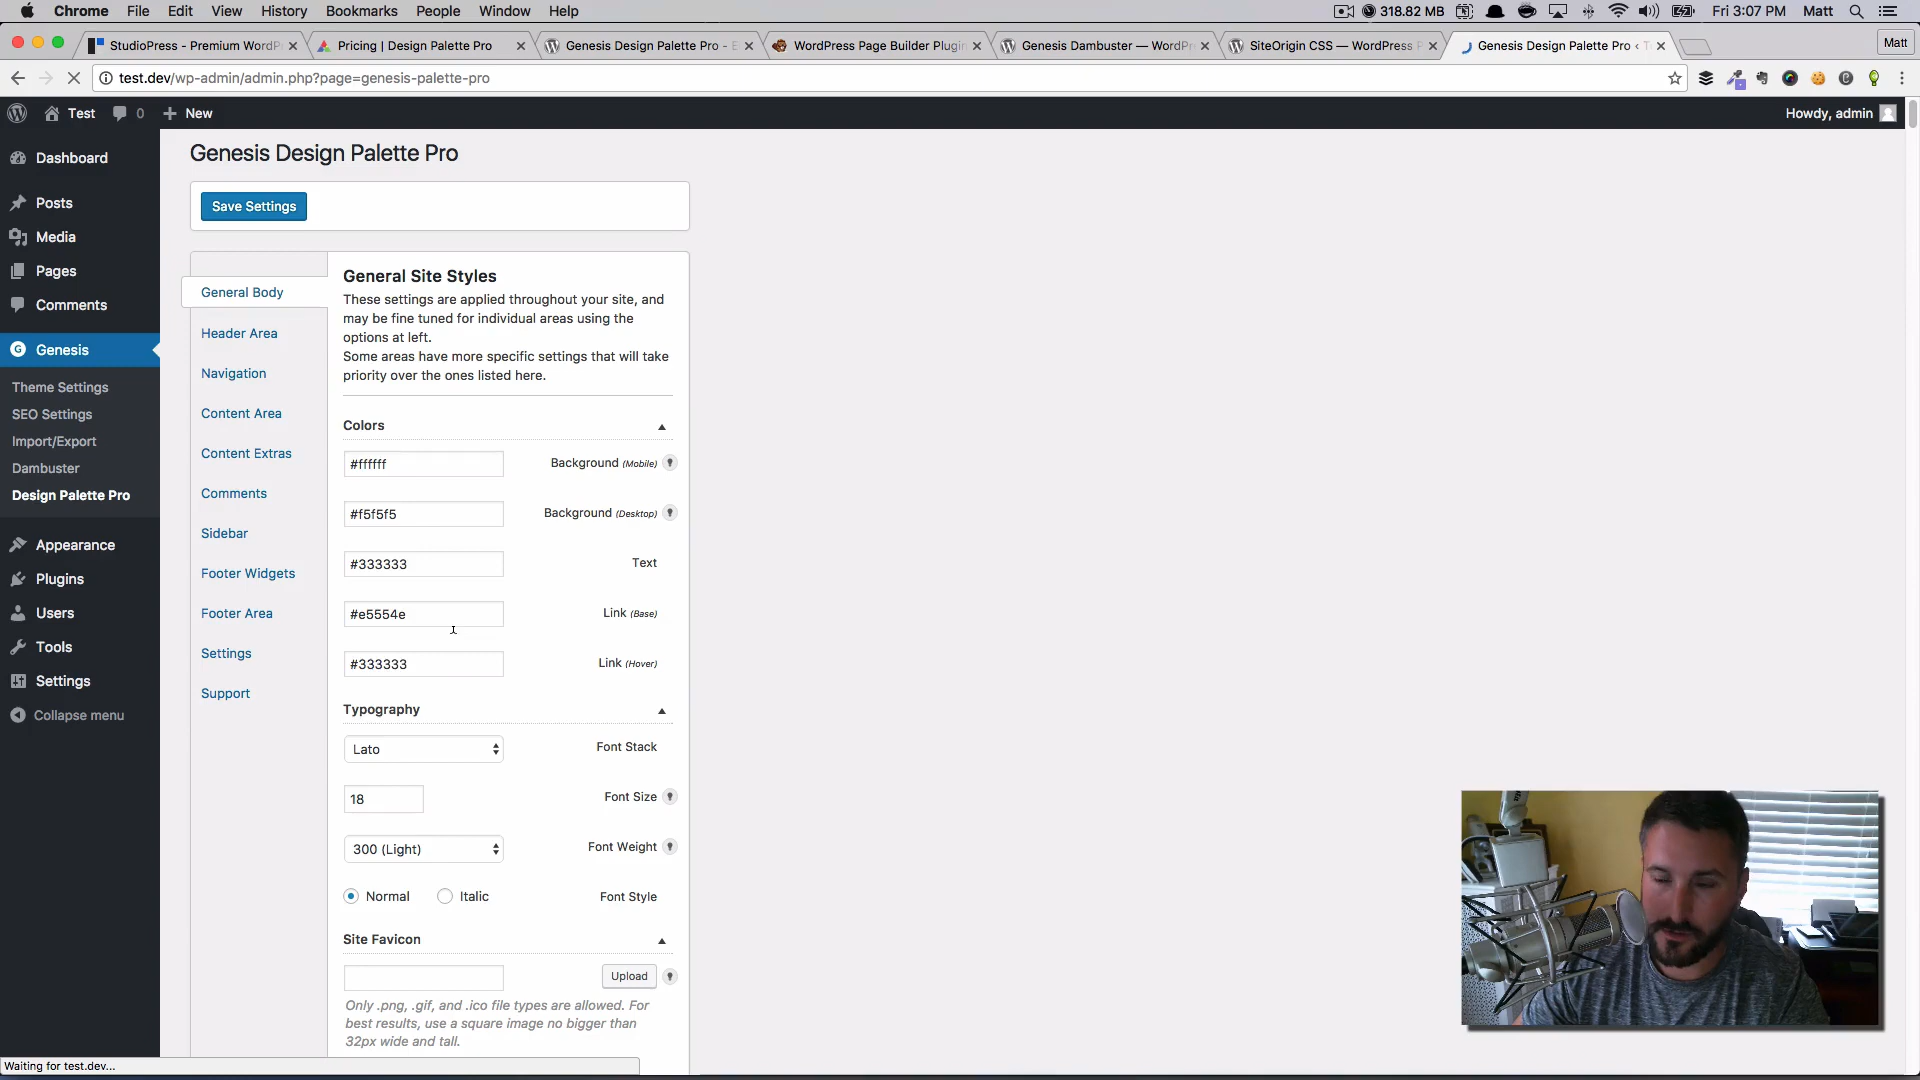 Chrome File Edit View History Bookmarks People Window Help 318.82 MB Fri 3:07 PM Matt
StudioPress - Premium WordP
Pricing | Design Palette Pro
Genesis Design Palette Pro - E
WordPress Page Builder Plugin
Genesis Dambuster — WordPr
SiteOrigin CSS — WordPress P
Genesis Design Palette Pro ‹ T
Matt
test.dev/wp-admin/admin.php?page=genesis-palette-pro
Test 0 + New Howdy, admin
Dashboard
Posts
Media
Pages
Comments
Genesis
Theme Settings
SEO Settings
Import/Export
Dambuster
Design Palette Pro
Appearance
Plugins
Users
Tools
Settings
Collapse menu
Genesis Design Palette Pro
Save Settings
General Body
Header Area
Navigation
Content Area
Content Extras
Comments
Sidebar
Footer Widgets
Footer Area
Settings
Support
General Site Styles
These settings are applied throughout your site, and
may be fine tuned for individual areas using the
options at left.
Some areas have more specific settings that will take
priority over the ones listed here.
Colors
#ffffff Background (Mobile)
#f5f5f5 Background (Desktop)
#333333 Text
#e5554e Link (Base)
#333333 Link (Hover)
Typography
Lato Font Stack
18 Font Size
300 (Light) Font Weight
Normal Italic Font Style
Site Favicon
Upload
Only .png, .gif, and .ico file types are allowed. For
best results, use a square image no bigger than
32px wide and tall.
Waiting for test.dev...